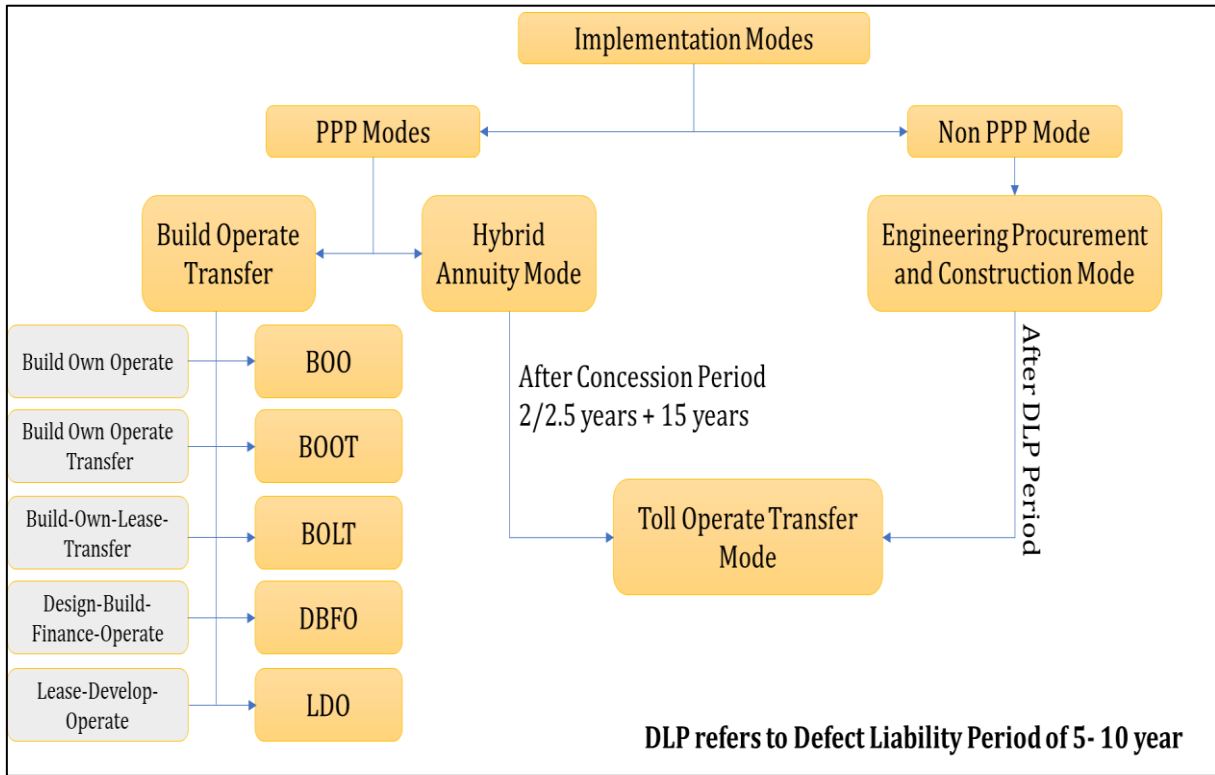 Implementation Modes
PPP Modes
Non PPP Mode
Build Operate
Transfer
Hybrid
Annuity Mode
Engineering Procurement
and Construction Mode
Build Own Operate
BOO
After Concession Period
2/2.5 years + 15 years
After DLP Period
Build Own Operate
Transfer
BOOT
Build-Own-Lease-
Transfer
BOLT
Toll Operate Transfer
Mode
Design-Build-
Finance-Operate
DBFO
Lease-Develop-
Operate
LDO
DLP refers to Defect Liability Period of 5- 10 year